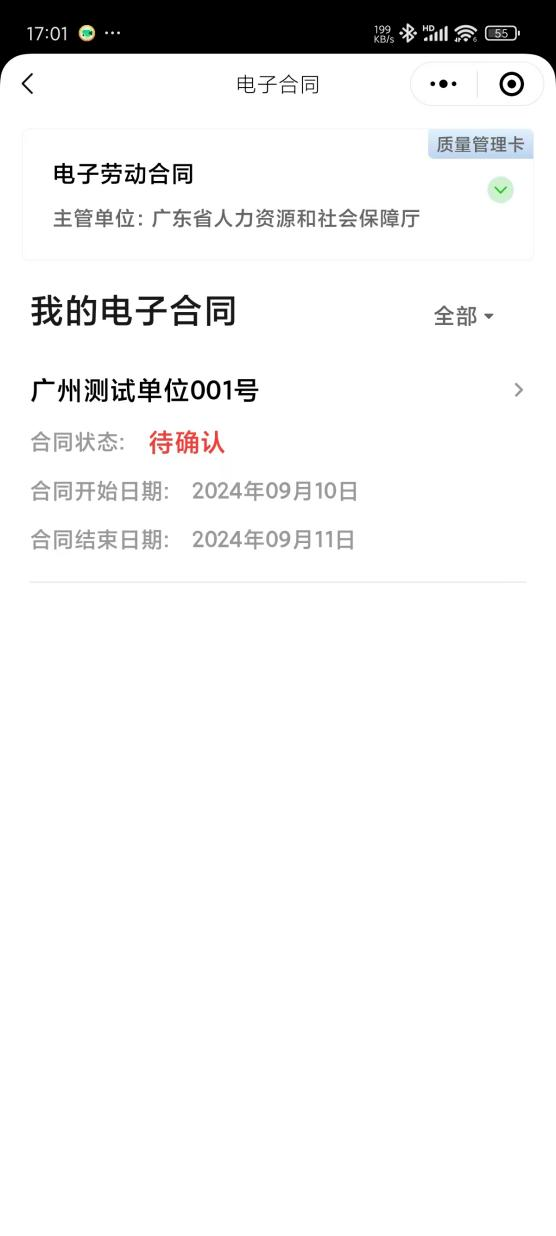 17:01
199
KB/s
HD
6
55
电子合同
质量管理卡
电子劳动合同
主管单位：广东省人力资源和社会保障厅
我的电子合同
全部
广州测试单位001号
合同状态: 待确认
合同开始日期: 2024年09月10日
合同结束日期: 2024年09月11日